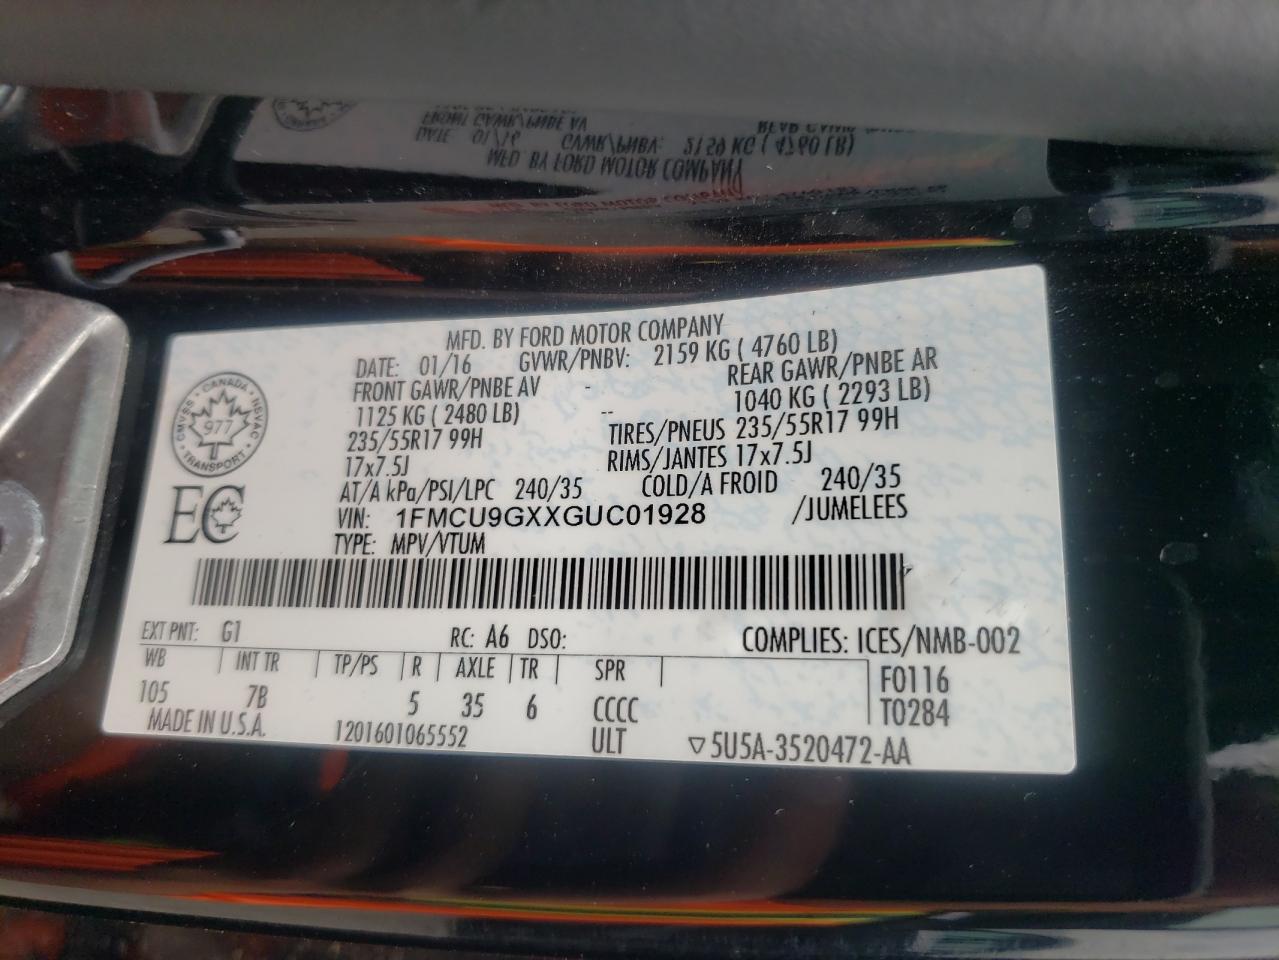 MFD. BY FORD MOTOR COMPANY
DATE: 01/16 GVWR/PNBV: 2159 KG ( 4760 LB)
FRONT GAWR/PNBE AV - REAR GAWR/PNBE AR
1125 KG ( 2480 LB) -- 1040 KG ( 2293 LB)
235/55R17 99H TIRES/PNEUS 235/55R17 99H
17x7.5J RIMS/JANTES 17x7.5J
AT/A kPa/PSI/LPC 240/35 COLD/A FROID 240/35
VIN: 1FMCU9GXXGUC01928 /JUMELEES
TYPE: MPV/VTUM
CANADA
CMVSS NSVAC
977
TRANSPORT
EC
EXT PNT: G1 RC: A6 DSO: COMPLIES: ICES/NMB-002
WB INT TR TP/PS R AXLE TR SPR F0116
105 7B 5 35 6 CCCC T0284
MADE IN U.S.A. 1201601065552 ULT ▽5U5A-3520472-AA